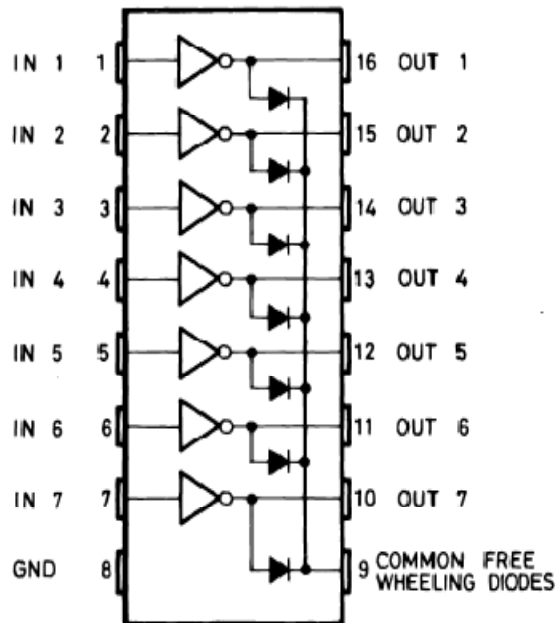 IN 1 1 16 OUT 1
IN 2 2 15 OUT 2
IN 3 3 14 OUT 3
IN 4 4 13 OUT 4
IN 5 5 12 OUT 5
IN 6 6 11 OUT 6
IN 7 7 10 OUT 7
GND 8 9 COMMON FREE
WHEELING DIODES